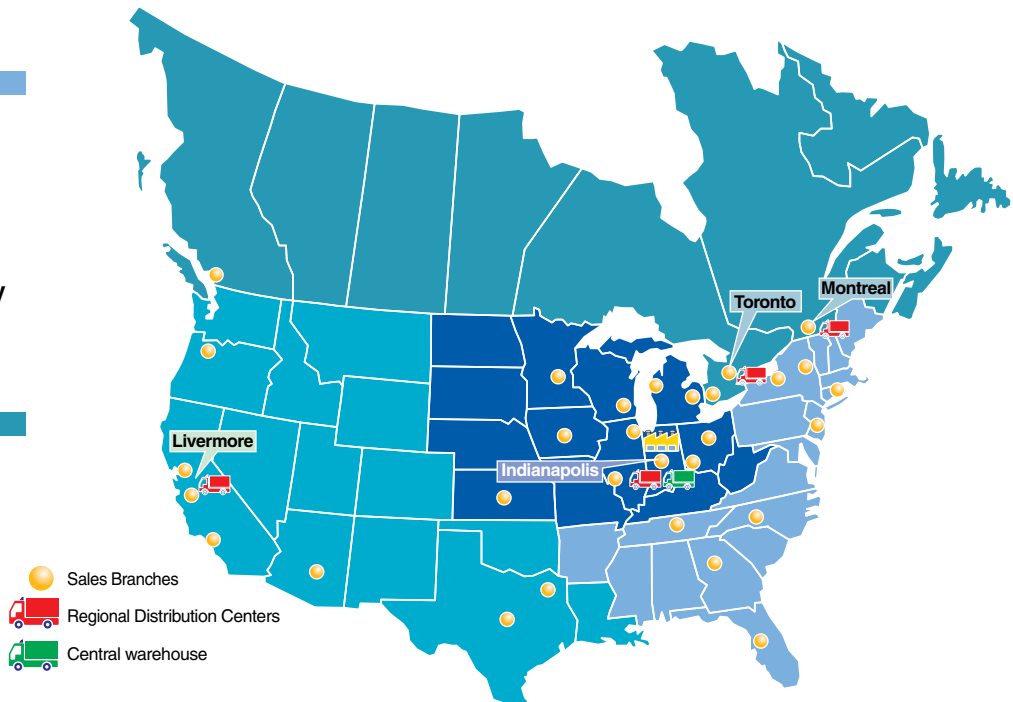 Montreal
Toronto
Livermore
Indianapolis
Sales Branches
Regional Distribution Centers
Central warehouse